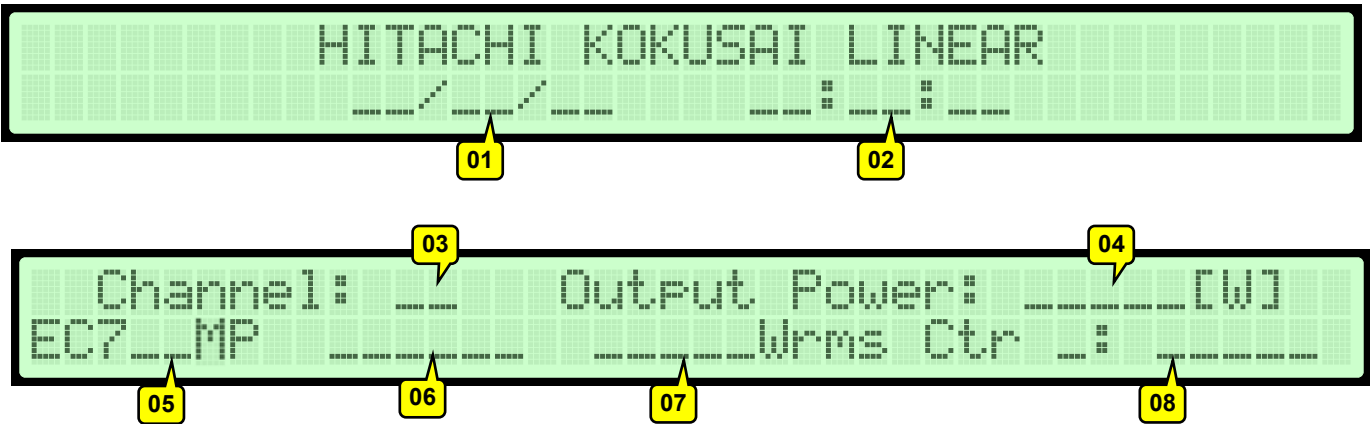 HITACHI KOKUSAI LINEAR
__/__/__ __:__:__
01 02
03 04
Channel: __ Output Power: _____[W]
EC7__MP ______ _____Wrms Ctr _: _____
05 06 07 08